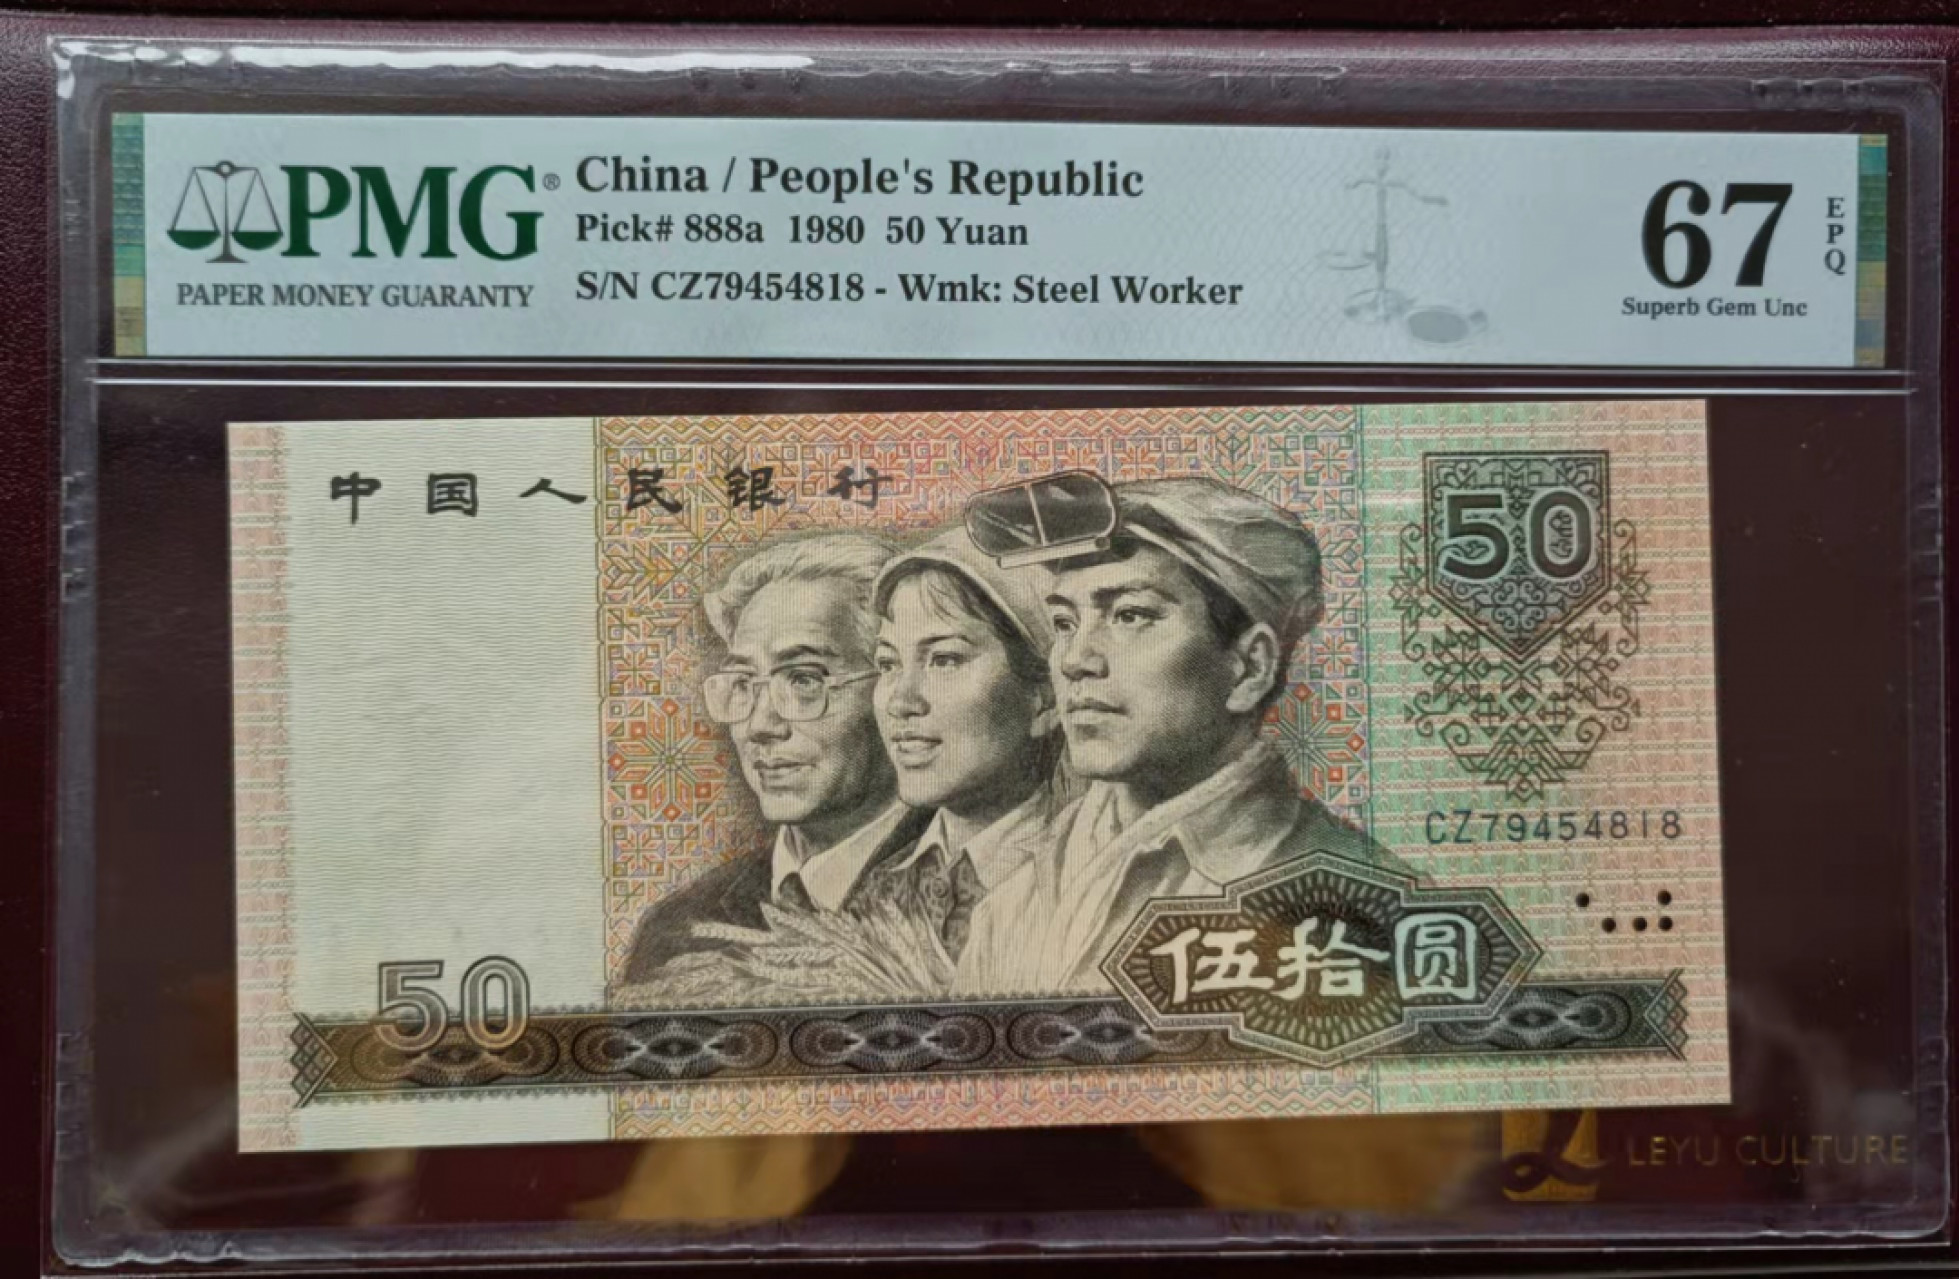 PMG®
PAPER MONEY GUARANTY
China / People's Republic
Pick# 888a 1980 50 Yuan
S/N CZ79454818 - Wmk: Steel Worker
67
EPQ
Superb Gem Unc
中国人民银行
50
CZ79454818
伍拾圆
50
LEYU CULTURE